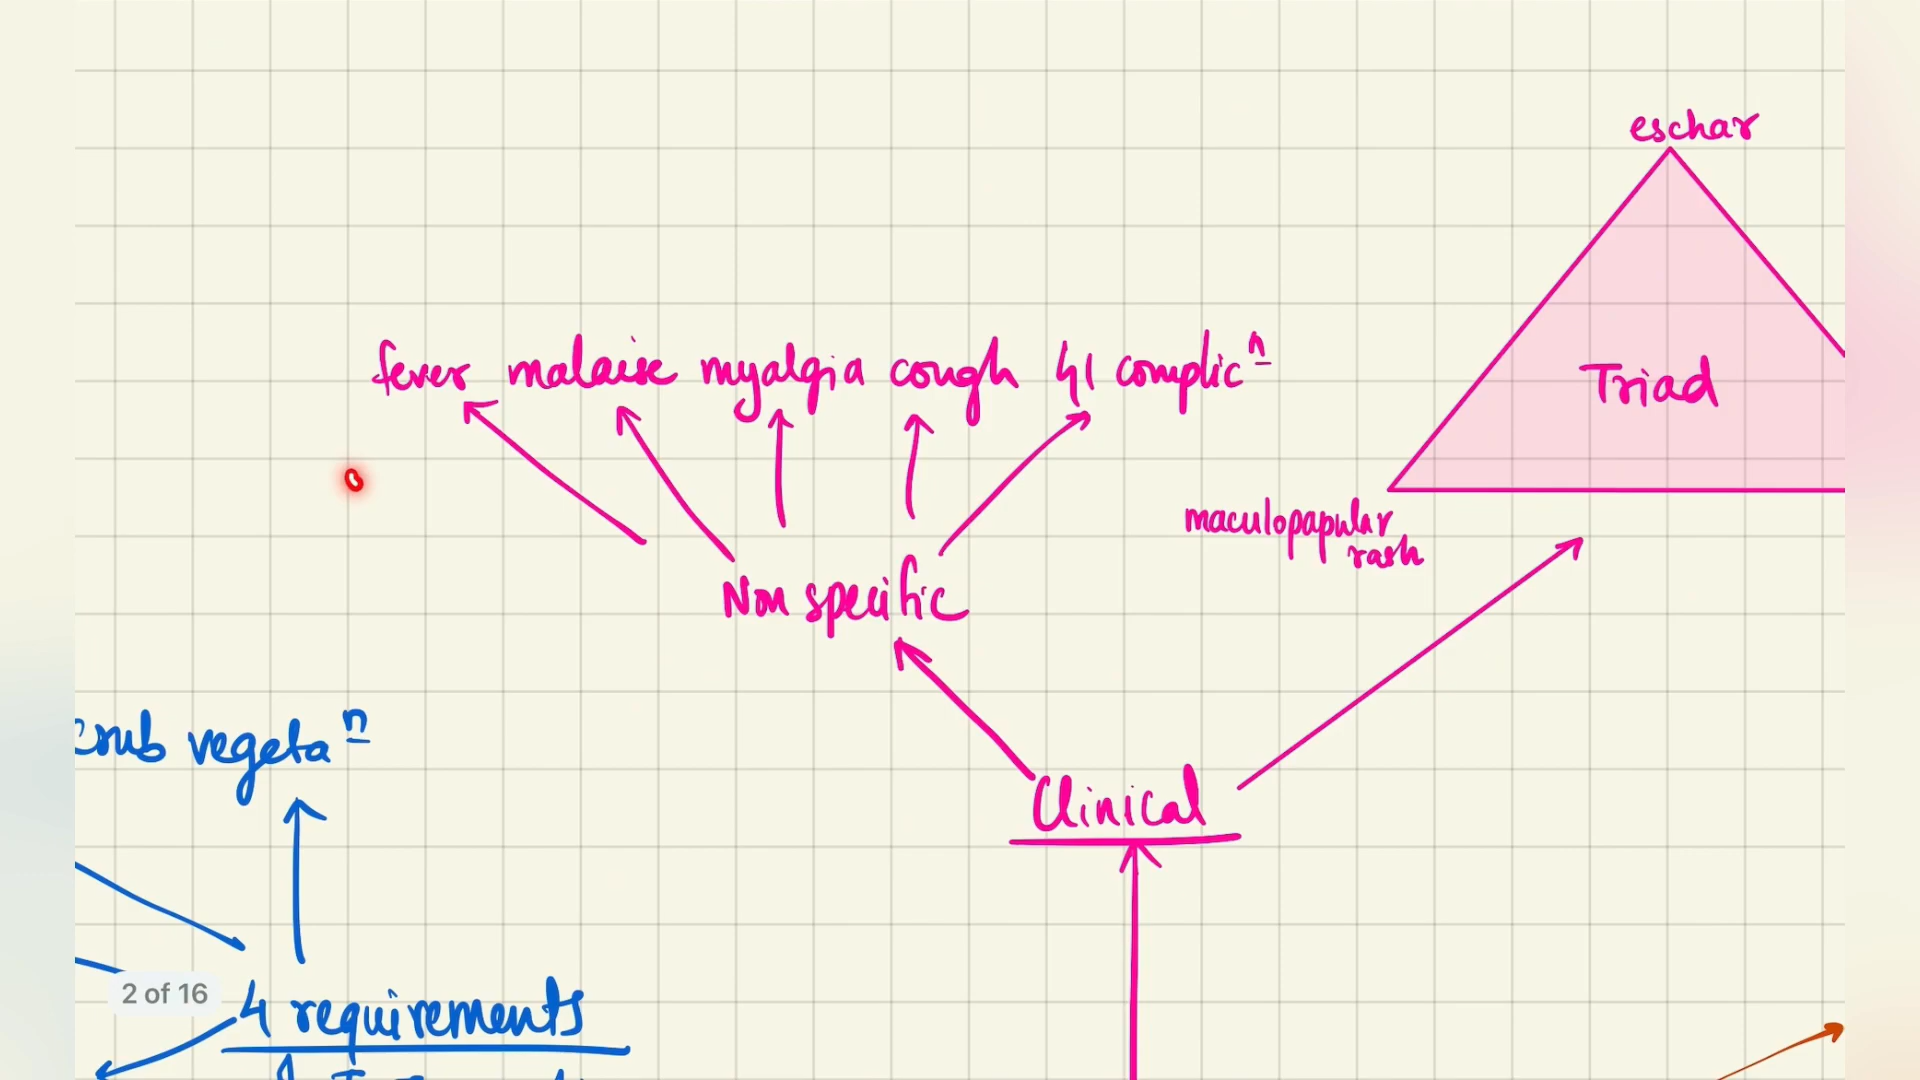 eschar
fever malaise myalgia cough GI complicn
Triad
maculopapular
rash
Non specific
vegetan
Clinical
2 of 16
4 requirements